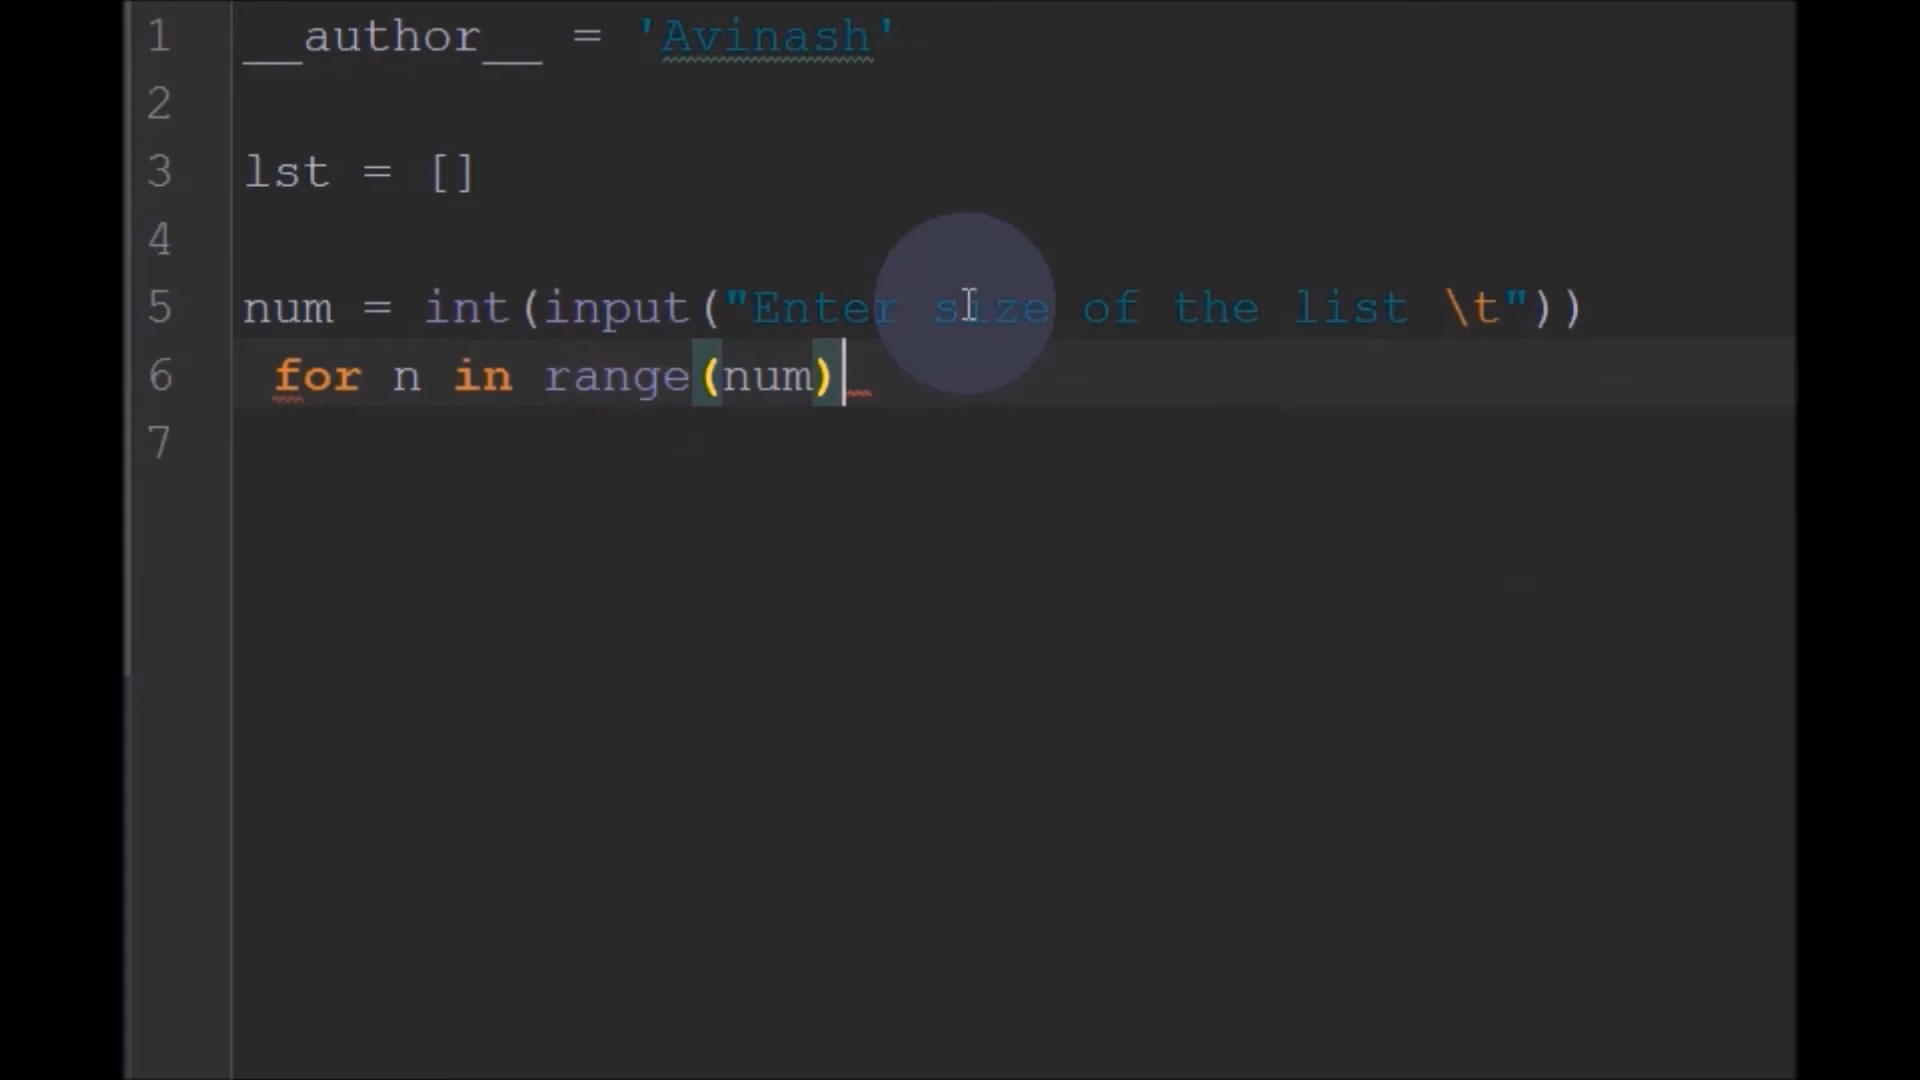 1 __author__ = 'Avinash'
2
3 lst = []
4
5 num = int(input("Enter size of the list \t"))
6  for n in range(num)
7